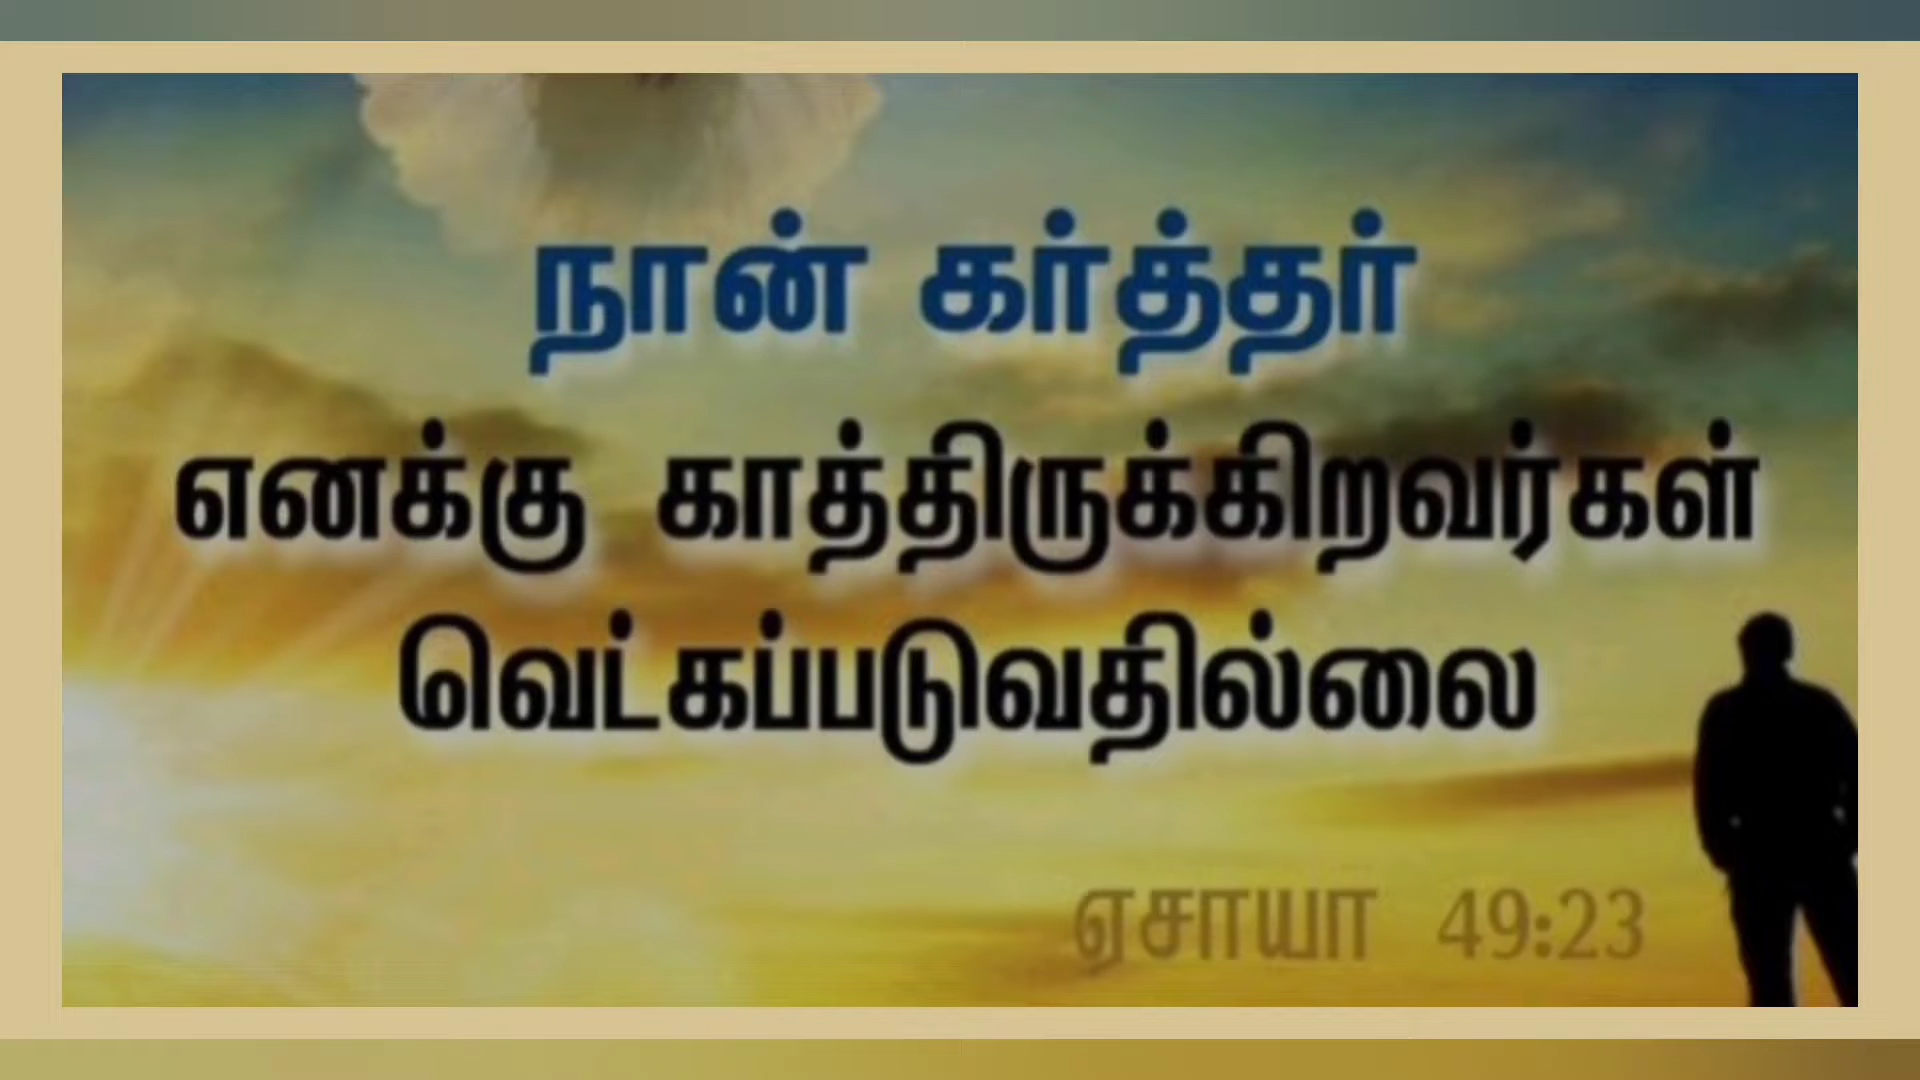 நான் கர்த்தர்
எனக்கு காத்திருக்கிறவர்கள்
வெட்கப்படுவதில்லை
ஏசாயா 49:23